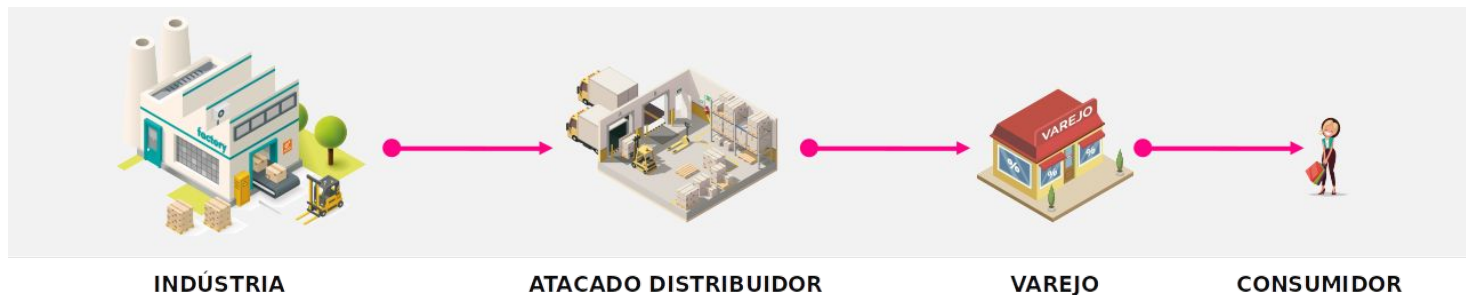 factory
VAREJO
%
%
%
INDÚSTRIA
ATACADO DISTRIBUIDOR
VAREJO
CONSUMIDOR